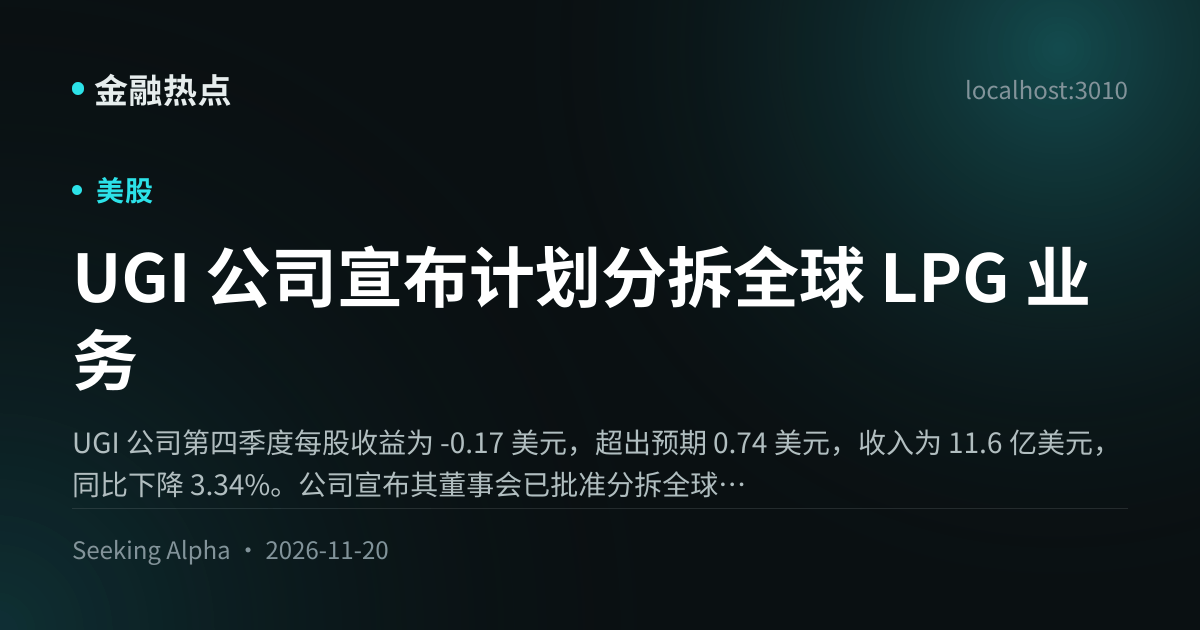 金融热点
localhost:3010
美股
UGI 公司宣布计划分拆全球 LPG 业
务
UGI 公司第四季度每股收益为 -0.17 美元，超出预期 0.74 美元，收入为 11.6 亿美元，
同比下降 3.34%。公司宣布其董事会已批准分拆全球…
Seeking Alpha · 2026-11-20